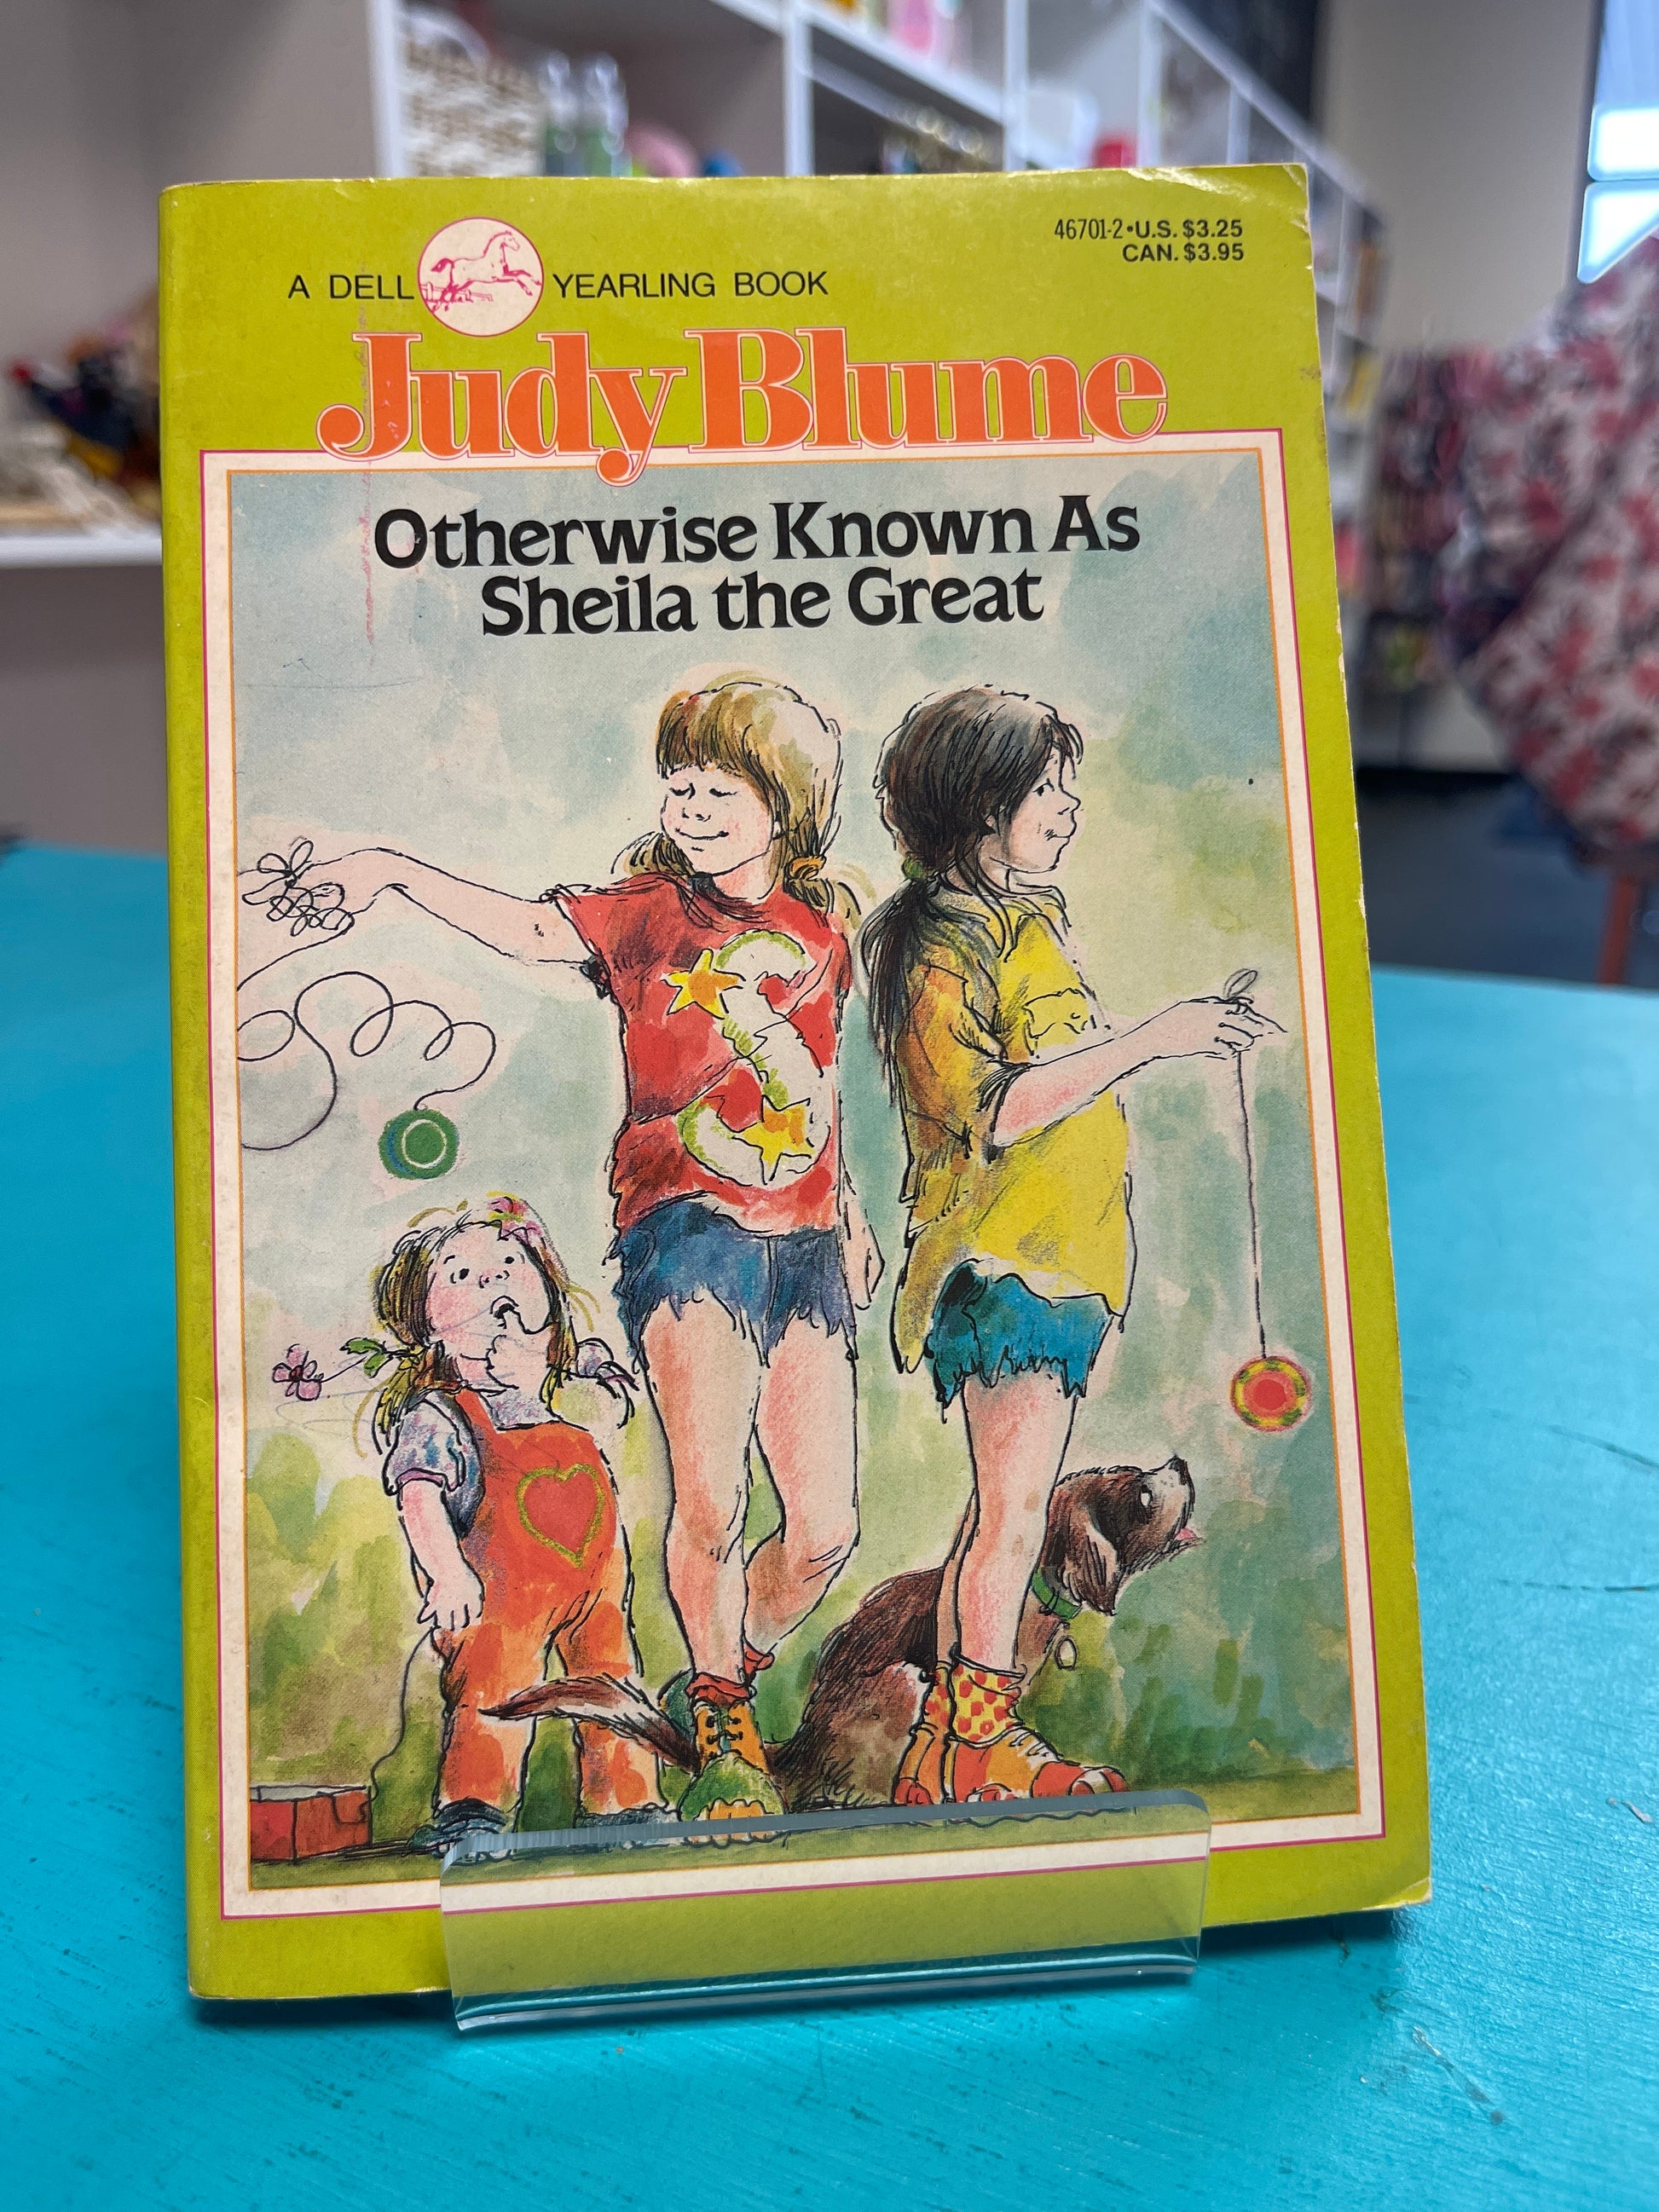 46701-2•U.S. $3.25
CAN. $3.95
A DELL YEARLING BOOK
Judy Blume
Otherwise Known As
Sheila the Great
S